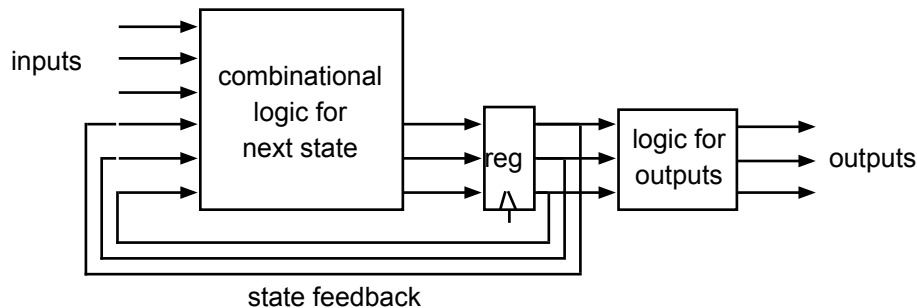 inputs
combinational
logic for
next state
reg
logic for
outputs
outputs
state feedback